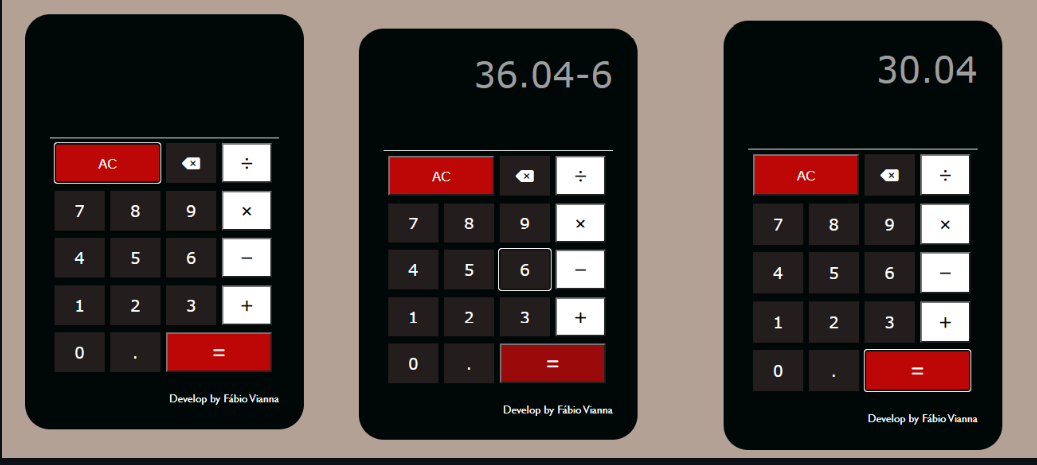 AC ÷
7 8 9 ×
4 5 6 −
1 2 3 +
0 . =
Develop by Fábio Vianna
36.04-6
AC ÷
7 8 9 ×
4 5 6 −
1 2 3 +
0 . =
Develop by Fábio Vianna
30.04
AC ÷
7 8 9 ×
4 5 6 −
1 2 3 +
0 . =
Develop by Fábio Vianna